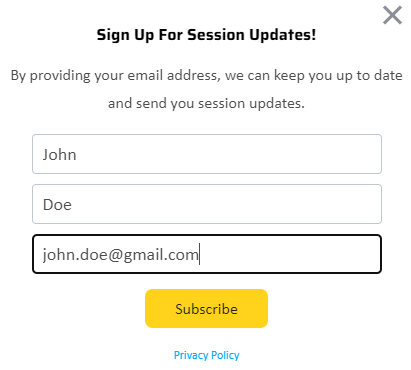 Sign Up For Session Updates!
By providing your email address, we can keep you up to date
and send you session updates.
John
Doe
john.doe@gmail.com
Subscribe
Privacy Policy